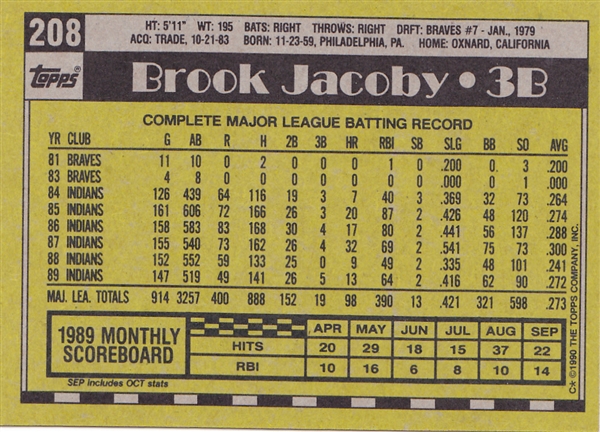 208
HT: 5'11" WT: 195 BATS: RIGHT THROWS: RIGHT DRFT: BRAVES #7 - JAN., 1979
ACQ: TRADE, 10-21-83 BORN: 11-23-59, PHILADELPHIA, PA. HOME: OXNARD, CALIFORNIA
Topps®
Brook Jacoby • 3B
COMPLETE MAJOR LEAGUE BATTING RECORD
YR CLUB G AB R H 2B 3B HR RBI SB SLG BB SO AVG
81 BRAVES 11 10 0 2 0 0 0 1 0 .200 0 3 .200
83 BRAVES 4 8 0 0 0 0 0 0 0 .000 0 1 .000
84 INDIANS 126 439 64 116 19 3 7 40 3 .369 32 73 .264
85 INDIANS 161 606 72 166 26 3 20 87 2 .426 48 120 .274
86 INDIANS 158 583 83 168 30 4 17 80 2 .441 56 137 .288
87 INDIANS 155 540 73 162 26 4 32 69 2 .541 75 73 .300
88 INDIANS 152 552 59 133 25 0 9 49 2 .335 48 101 .241
89 INDIANS 147 519 49 141 26 5 13 64 2 .416 62 90 .272
MAJ. LEA. TOTALS 914 3257 400 888 152 19 98 390 13 .421 321 598 .273
1989 MONTHLY
SCOREBOARD
APR MAY JUN JUL AUG SEP
HITS 20 29 18 15 37 22
RBI 10 16 6 8 10 14
SEP includes OCT stats
C* ©1990 THE TOPPS COMPANY, INC.